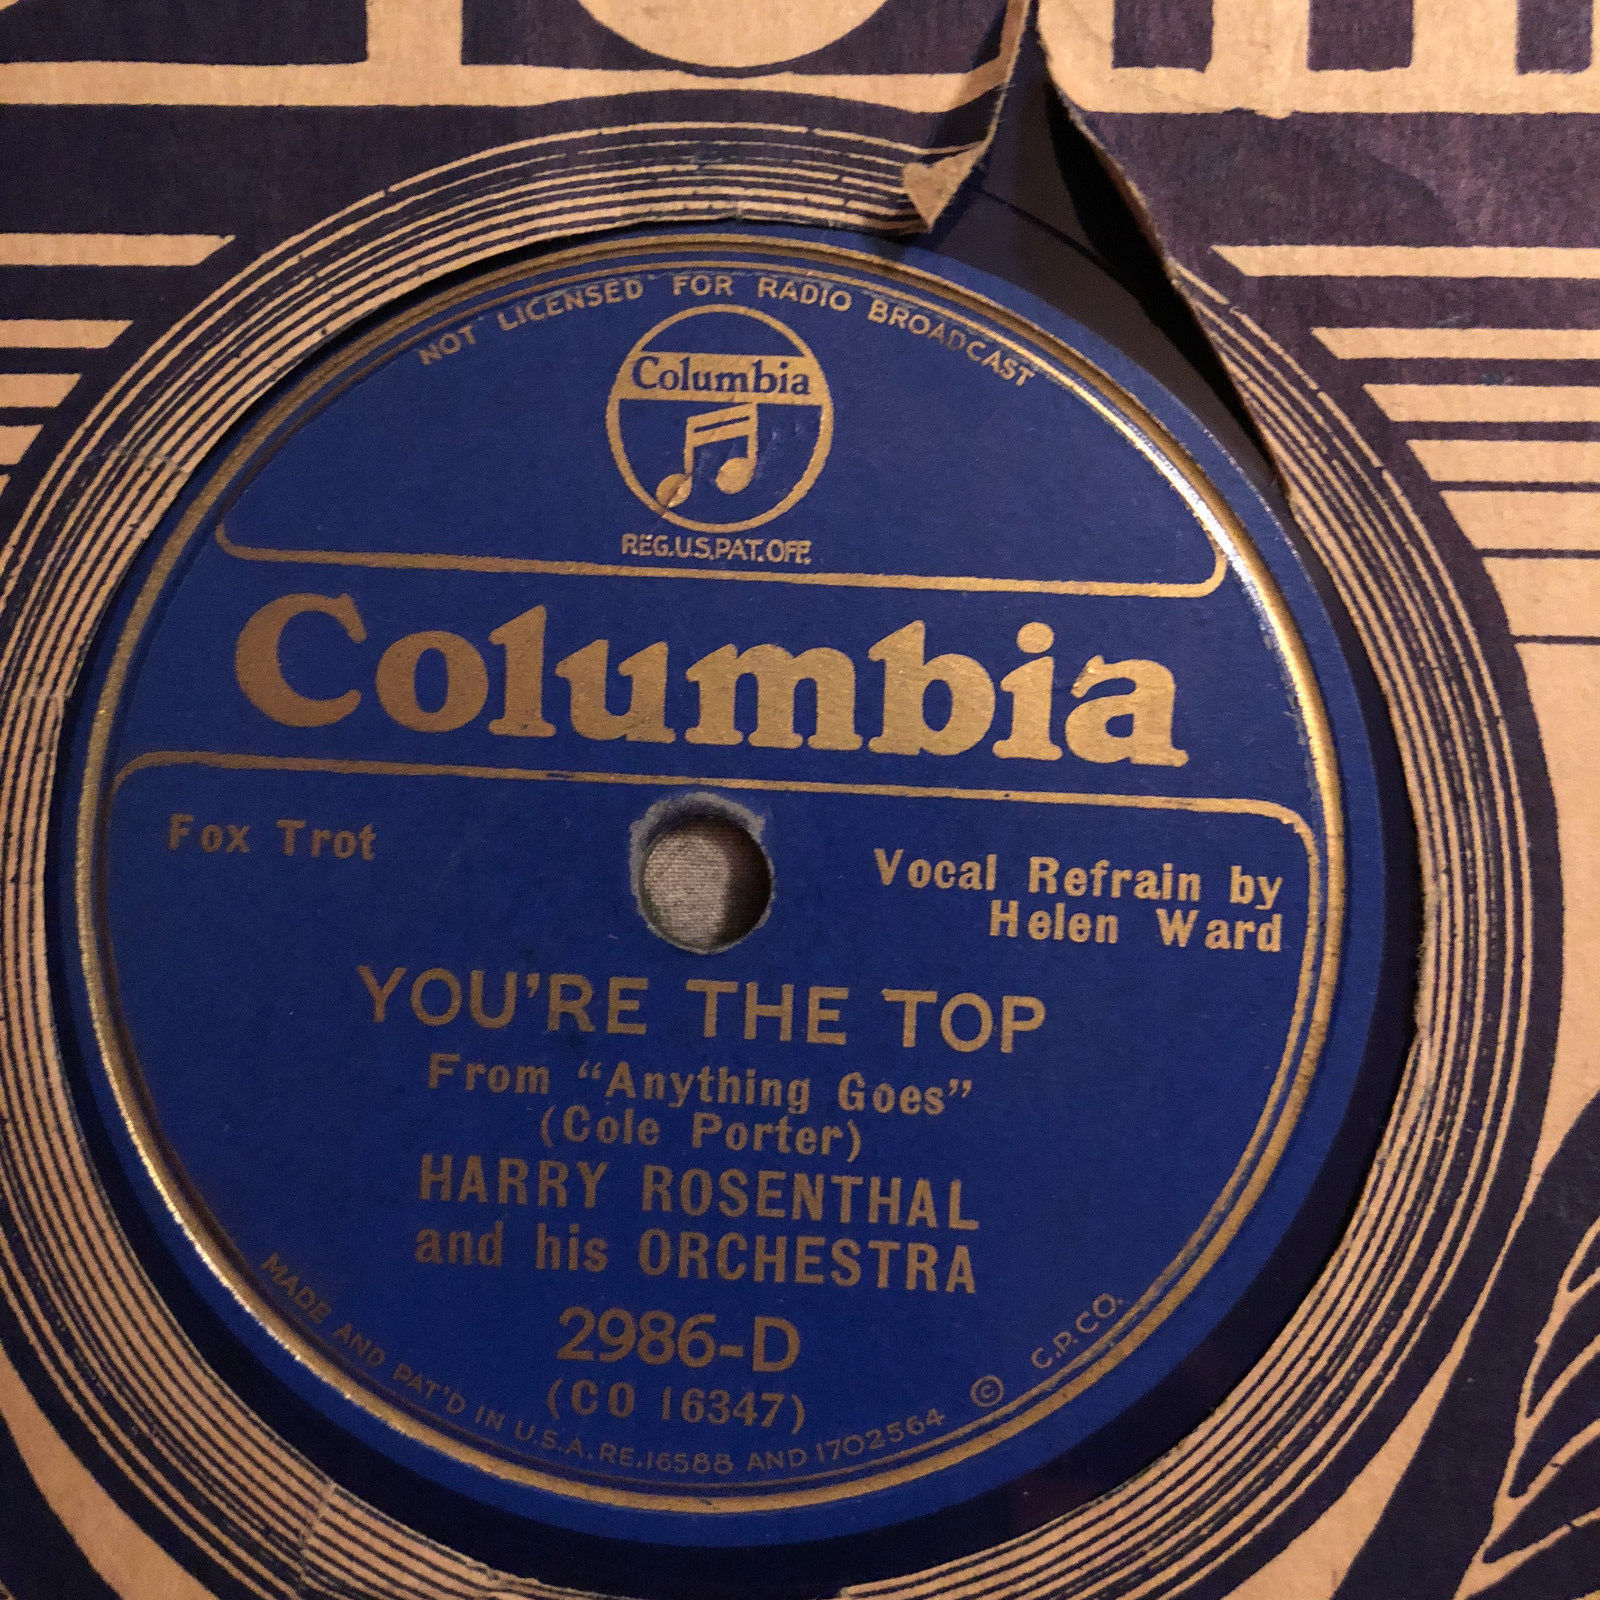 NOT LICENSED FOR RADIO BROADCAST
Columbia
REG.U.S.PAT.OFF.
Columbia
Fox Trot
Vocal Refrain by
Helen Ward
YOU'RE THE TOP
From "Anything Goes"
(Cole Porter)
HARRY ROSENTHAL
and his ORCHESTRA
2986-D
(CO 16347)
MADE AND PAT'D IN U.S.A. RE.16588 AND 1702564 © C.P.CO.